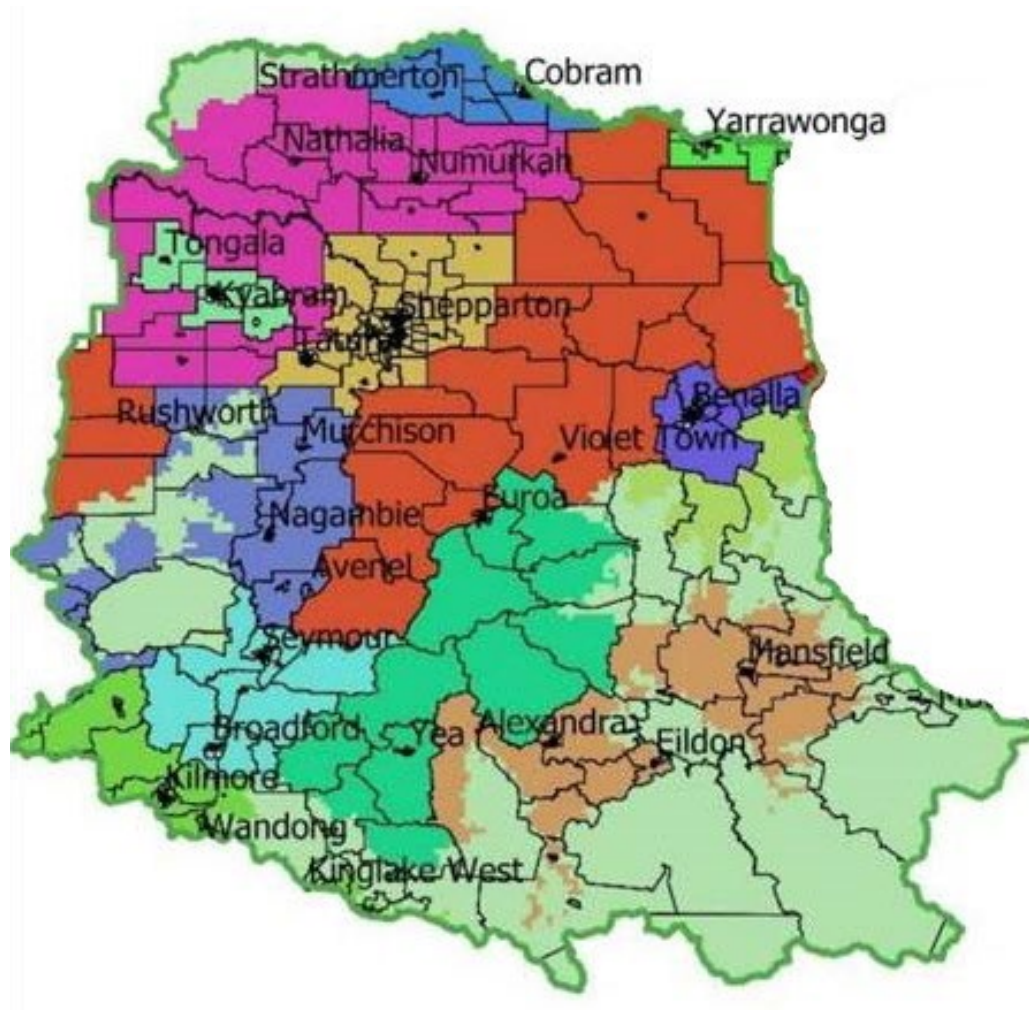 Strathmerton
Cobram
Yarrawonga
Nathalia
Numurkah
Tongala
Kyabram
Shepparton
Tatura
Benalla
Rushworth
Murchison
Violet Town
Euroa
Nagambie
Avenel
Seymour
Mansfield
Broadford
Yea
Alexandra
Eildon
Kilmore
Wandong
Kinglake West